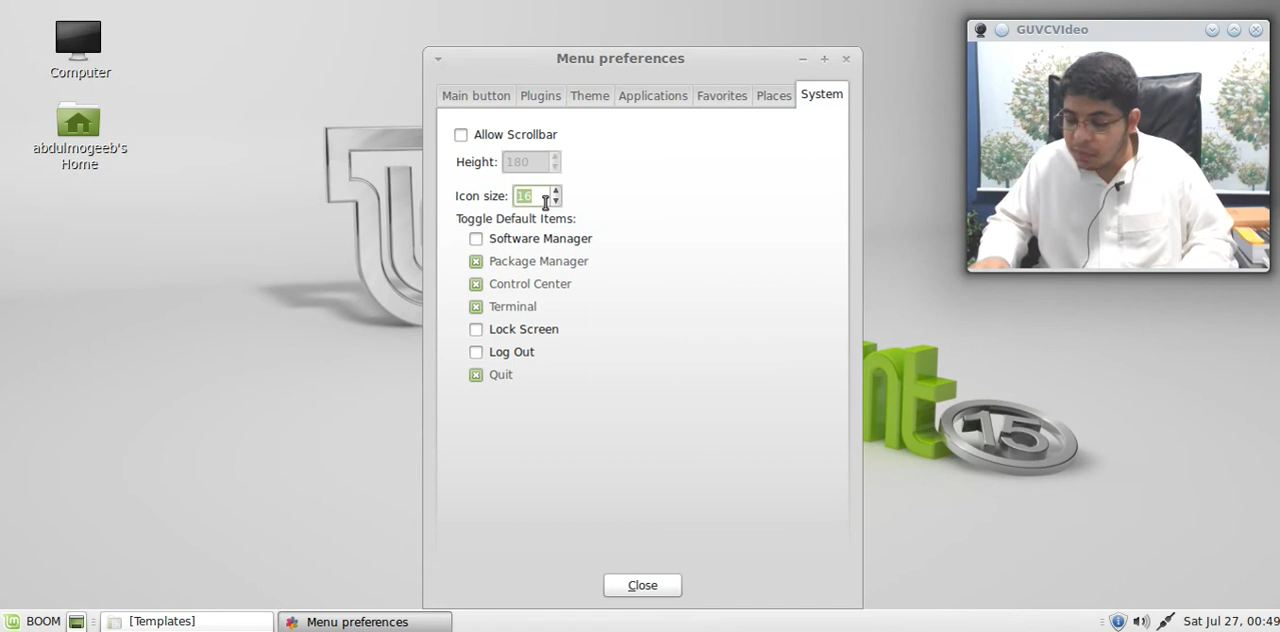 Computer
abdulmogeeb's
Home
Menu preferences
Main button
Plugins
Theme
Applications
Favorites
Places
System
Allow Scrollbar
Height: 180
Icon size: 16
Toggle Default Items:
Software Manager
Package Manager
Control Center
Terminal
Lock Screen
Log Out
Quit
Close
GUVCVIdeo
nt
15
BOOM
[Templates]
Menu preferences
Sat Jul 27, 00:49